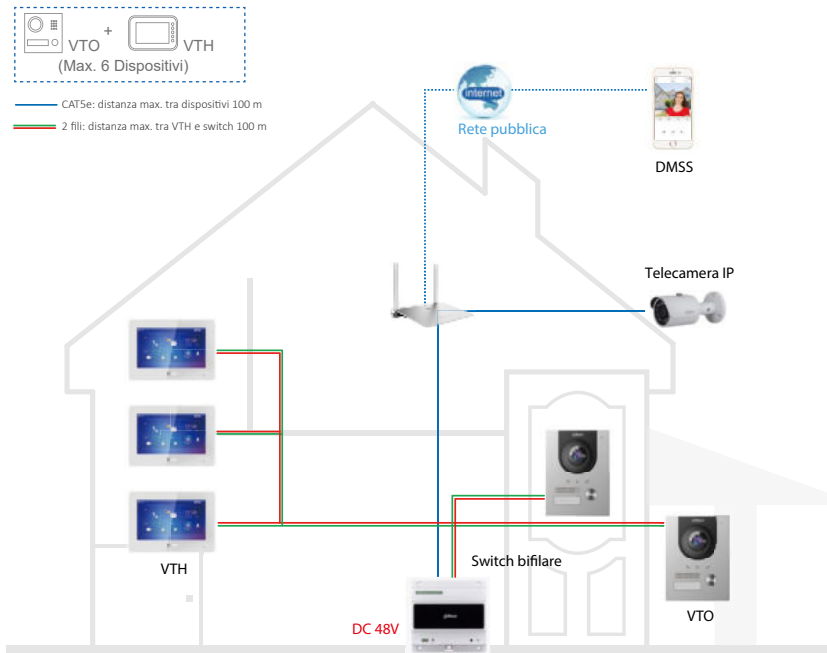 VTO + VTH
(Max. 6 Dispositivi)
CAT5e: distanza max. tra dispositivi 100 m
2 fili: distanza max. tra VTH e switch 100 m
internet
Rete pubblica
DMSS
Telecamera IP
VTH
Switch bifilare
VTO
DC 48V